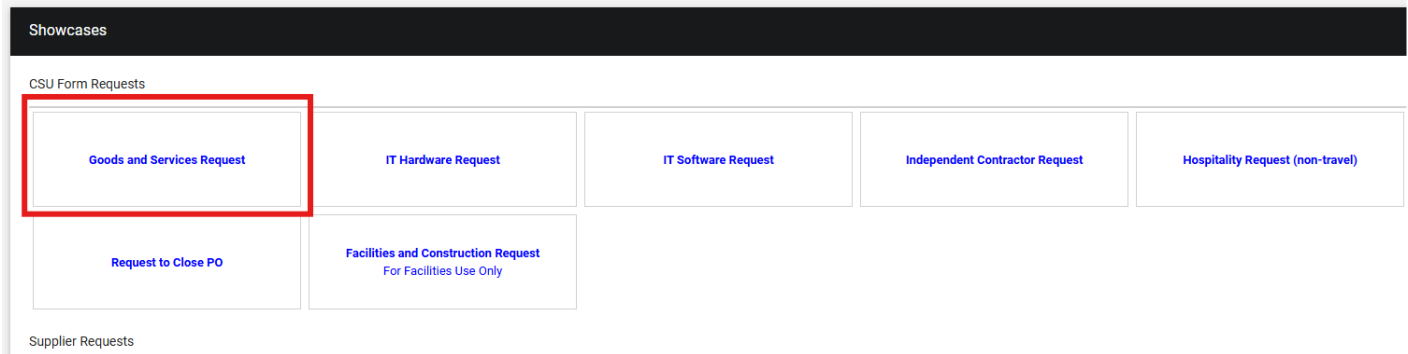 Showcases
CSU Form Requests
Goods and Services Request
IT Hardware Request
IT Software Request
Independent Contractor Request
Hospitality Request (non-travel)
Request to Close PO
Facilities and Construction Request
For Facilities Use Only
Supplier Requests